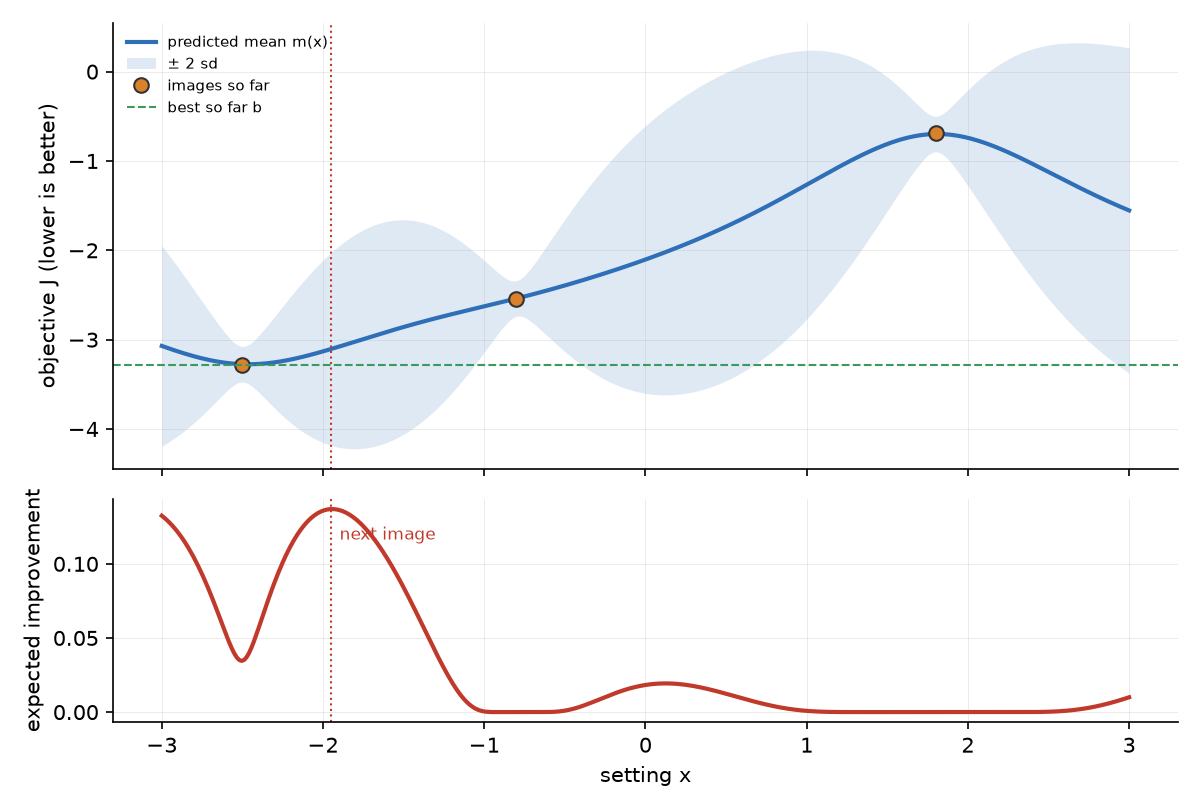 predicted mean m(x)
± 2 sd
images so far
best so far b
objective J (lower is better)
0
−1
−2
−3
−4
next image
expected improvement
0.10
0.05
0.00
−3
−2
−1
0
1
2
3
setting x